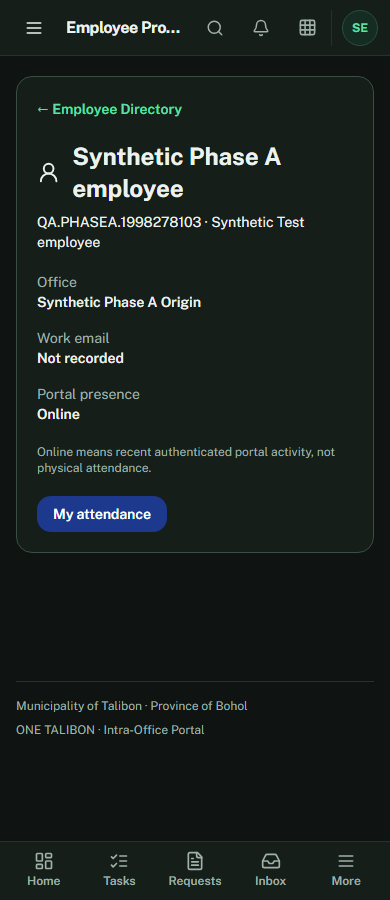 Employee Pro...
SE
← Employee Directory
Synthetic Phase A
employee
QA.PHASEA.1998278103 · Synthetic Test
employee
Office
Synthetic Phase A Origin
Work email
Not recorded
Portal presence
Online
Online means recent authenticated portal activity, not
physical attendance.
My attendance
Municipality of Talibon · Province of Bohol
ONE TALIBON · Intra-Office Portal
Home
Tasks
Requests
Inbox
More